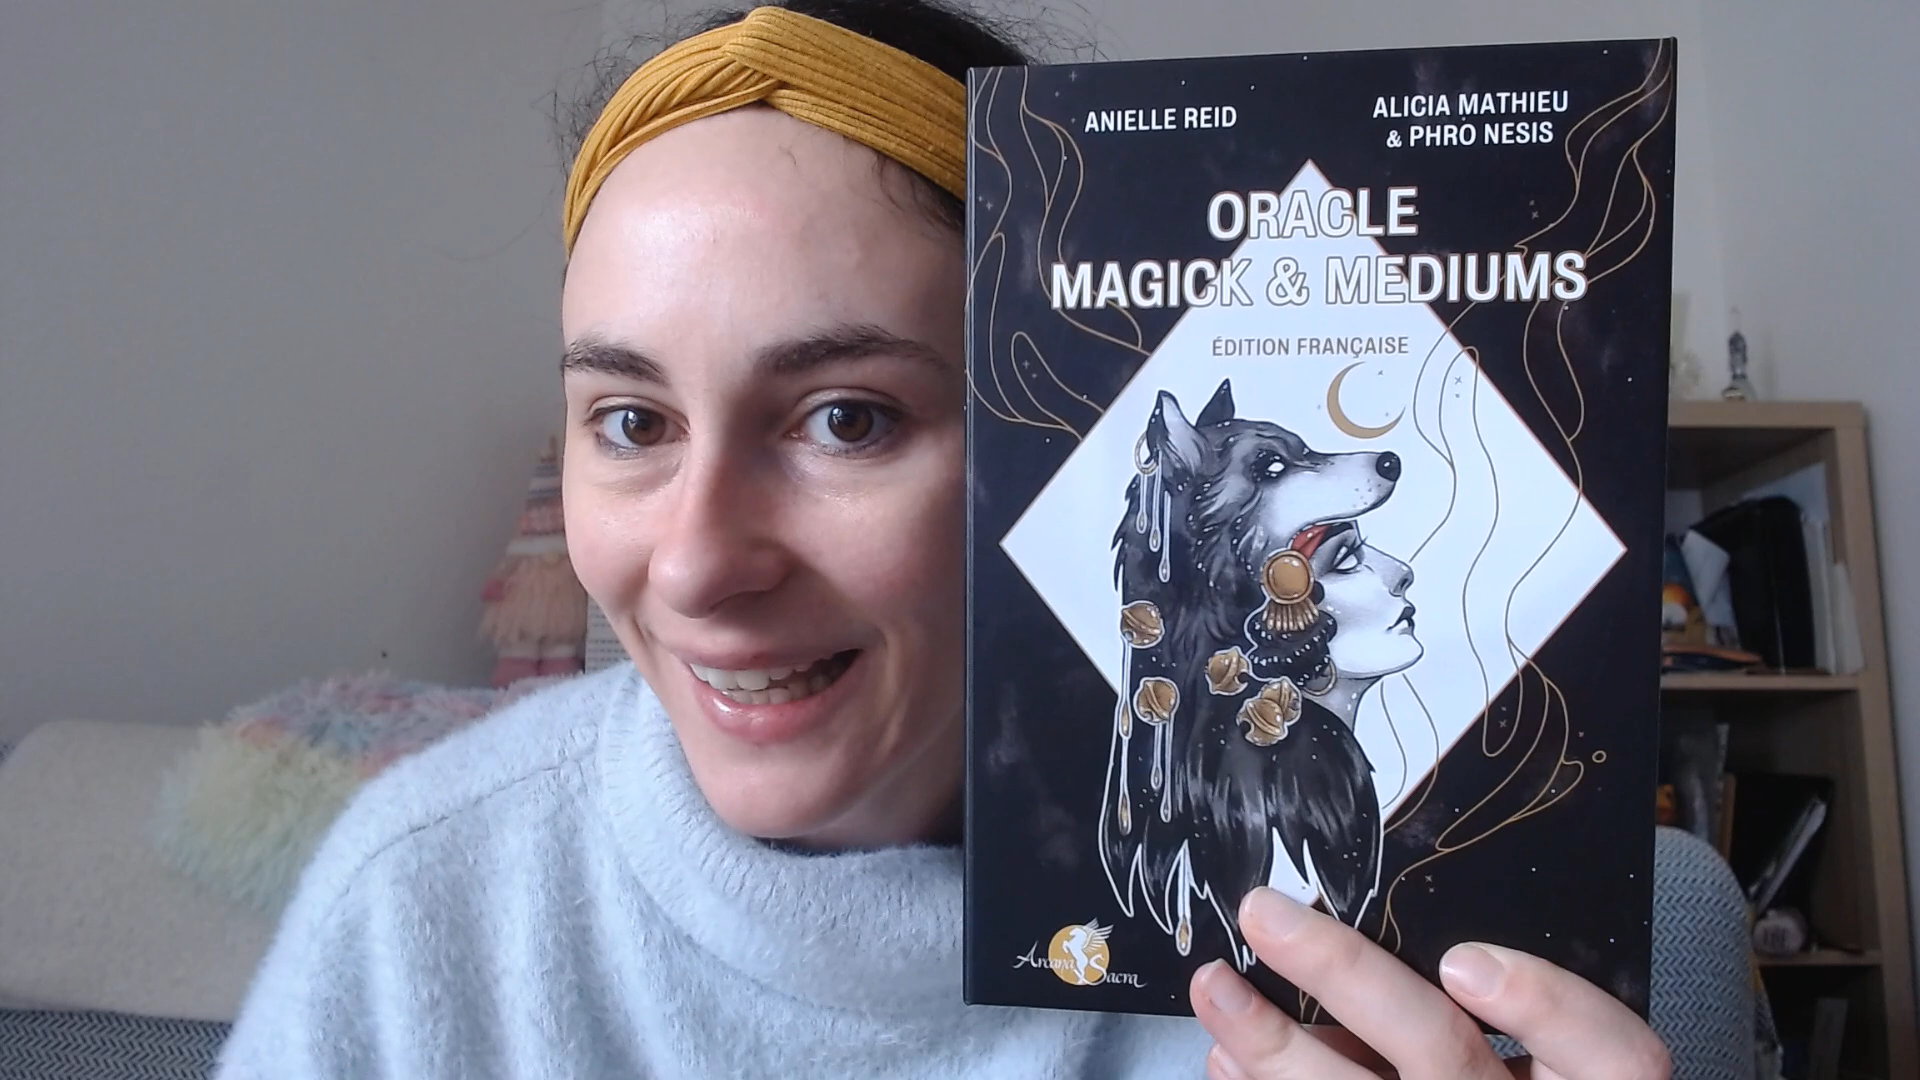 ANIELLE REID
ALICIA MATHIEU
& PHRO NESIS
ORACLE
MAGICK & MEDIUMS
ÉDITION FRANÇAISE
Arcana Sacra